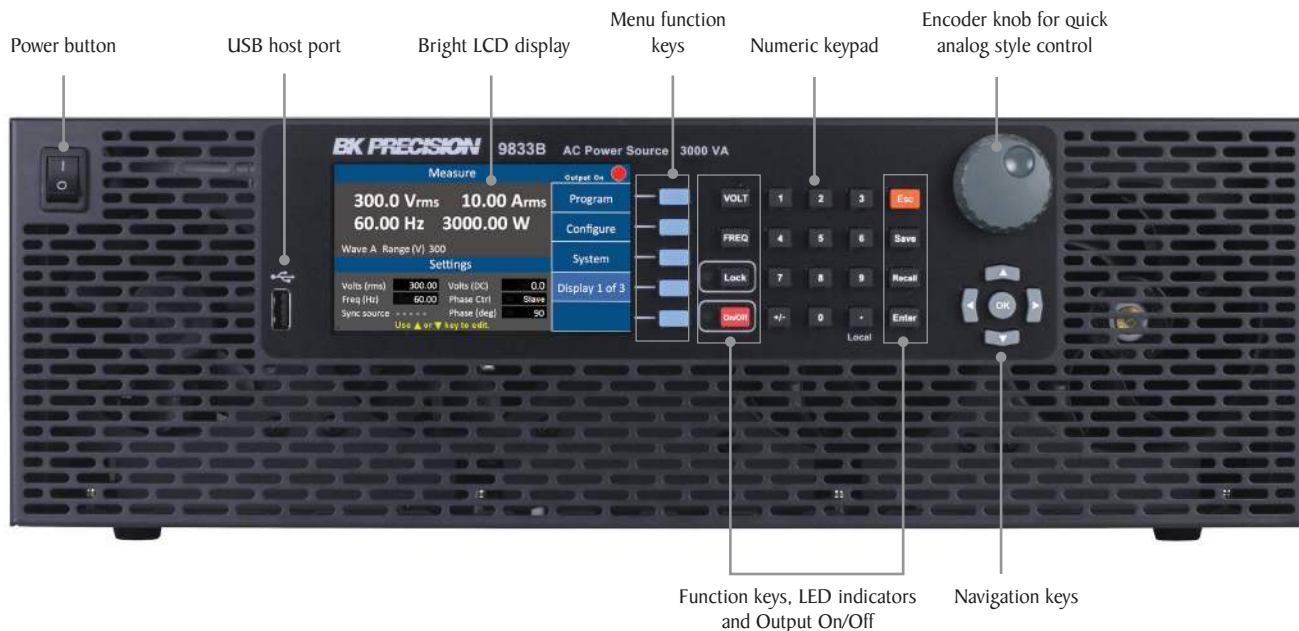 Menu function
keys
Encoder knob for quick
analog style control
Power button
USB host port
Bright LCD display
Numeric keypad
BK PRECISION 9833B AC Power Source 3000 VA
Measure
Output On
300.0 Vrms 10.00 Arms
60.00 Hz 3000.00 W
Wave A Range (V) 300
Settings
Volts (rms) 300.00 Volts (DC) 0.0
Freq (Hz) 60.00 Phase Ctrl Slave
Sync source - - - - - Phase (deg) 90
Use ▲ or ▼ key to edit.
Program
Configure
System
Display 1 of 3
VOLT 1 2 3 Esc
FREQ 4 5 6 Save
Lock 7 8 9 Recall
On/Off +/- 0 . Enter
Local
OK
I
O
Function keys, LED indicators
and Output On/Off
Navigation keys